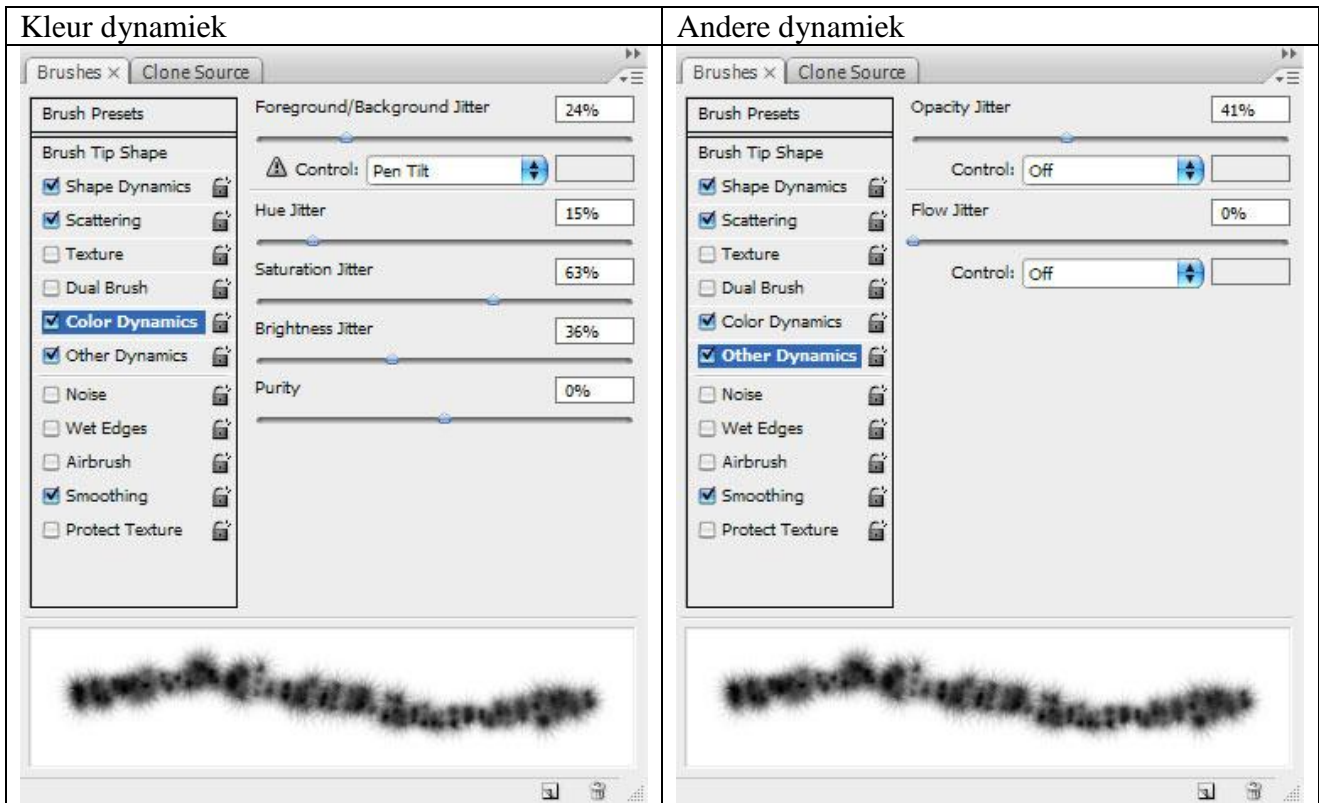 Kleur dynamiek
Brushes × Clone Source
Brush Presets
Brush Tip Shape
Shape Dynamics
Scattering
Texture
Dual Brush
Color Dynamics
Other Dynamics
Noise
Wet Edges
Airbrush
Smoothing
Protect Texture
Foreground/Background Jitter 24%
Control: Pen Tilt
Hue Jitter 15%
Saturation Jitter 63%
Brightness Jitter 36%
Purity 0%
Andere dynamiek
Brushes × Clone Source
Brush Presets
Brush Tip Shape
Shape Dynamics
Scattering
Texture
Dual Brush
Color Dynamics
Other Dynamics
Noise
Wet Edges
Airbrush
Smoothing
Protect Texture
Opacity Jitter 41%
Control: Off
Flow Jitter 0%
Control: Off